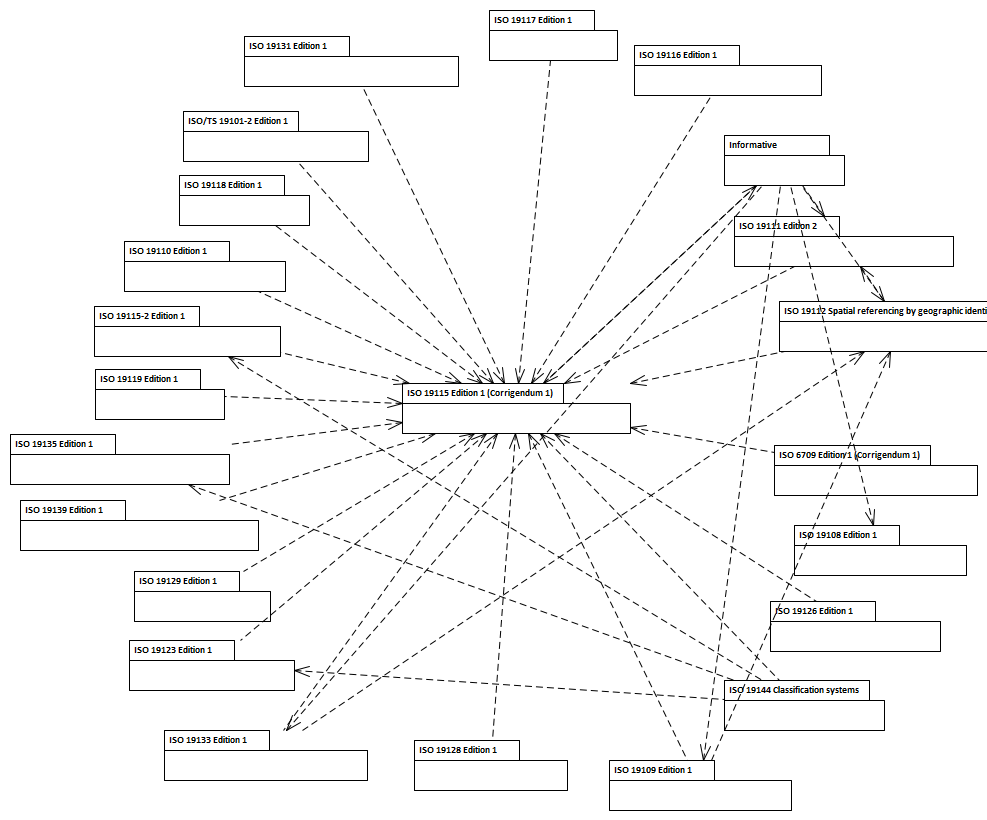 ISO 19117 Edition 1
ISO 19131 Edition 1
ISO 19116 Edition 1
ISO/TS 19101-2 Edition 1
Informative
ISO 19118 Edition 1
ISO 19111 Edition 2
ISO 19110 Edition 1
ISO 19115-2 Edition 1
ISO 19112 Spatial referencing by geographic identi
ISO 19119 Edition 1
ISO 19115 Edition 1 (Corrigendum 1)
ISO 19135 Edition 1
ISO 6709 Edition 1 (Corrigendum 1)
ISO 19139 Edition 1
ISO 19108 Edition 1
ISO 19129 Edition 1
ISO 19126 Edition 1
ISO 19123 Edition 1
ISO 19144 Classification systems
ISO 19133 Edition 1
ISO 19128 Edition 1
ISO 19109 Edition 1